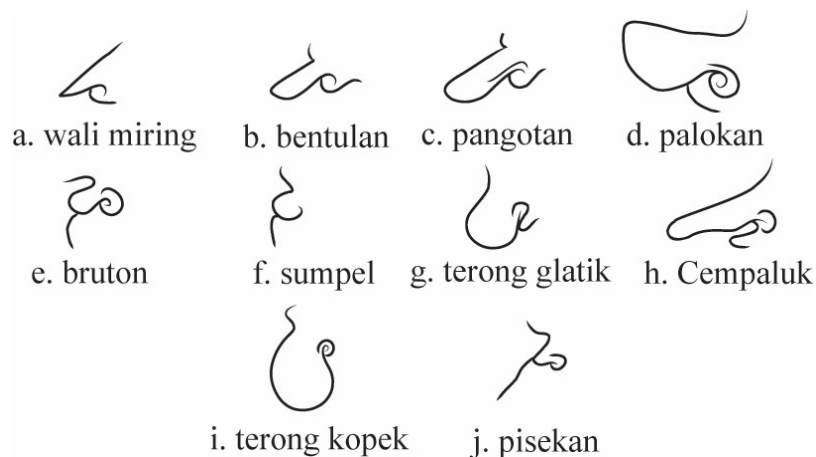 a. wali miring b. bentulan c. pangotan d. palokan
e. bruton f. sumpel g. terong glatik h. Cempaluk
i. terong kopek j. pisekan